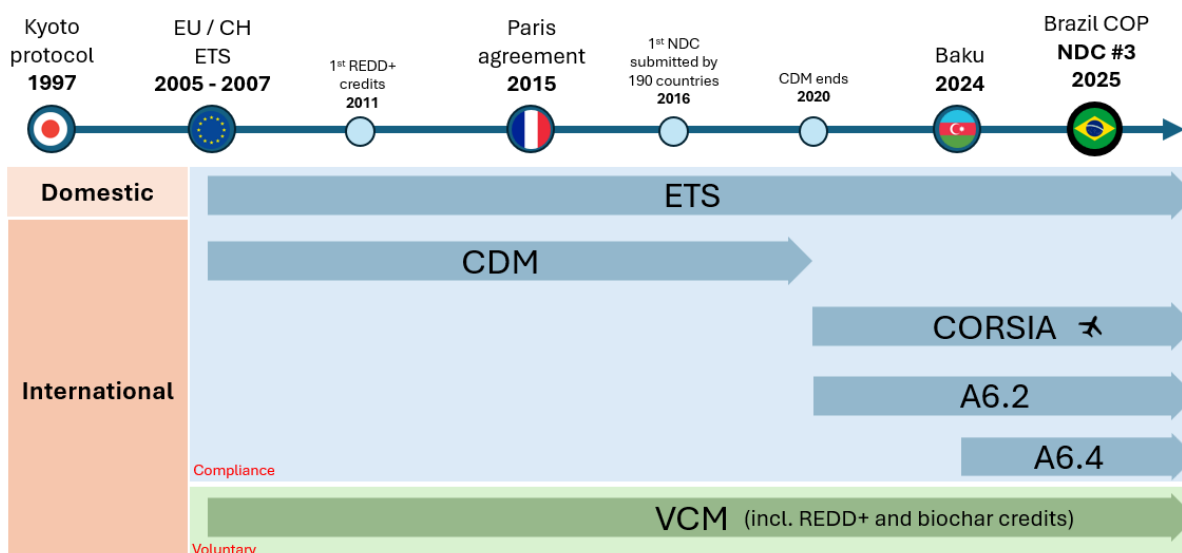 Kyoto
protocol
1997
EU / CH
ETS
2005 - 2007
1st REDD+
credits
2011
Paris
agreement
2015
1st NDC
submitted by
190 countries
2016
CDM ends
2020
Baku
2024
Brazil COP
NDC #3
2025
Domestic
ETS
International
CDM
CORSIA
A6.2
A6.4
Compliance
VCM (incl. REDD+ and biochar credits)
Voluntary